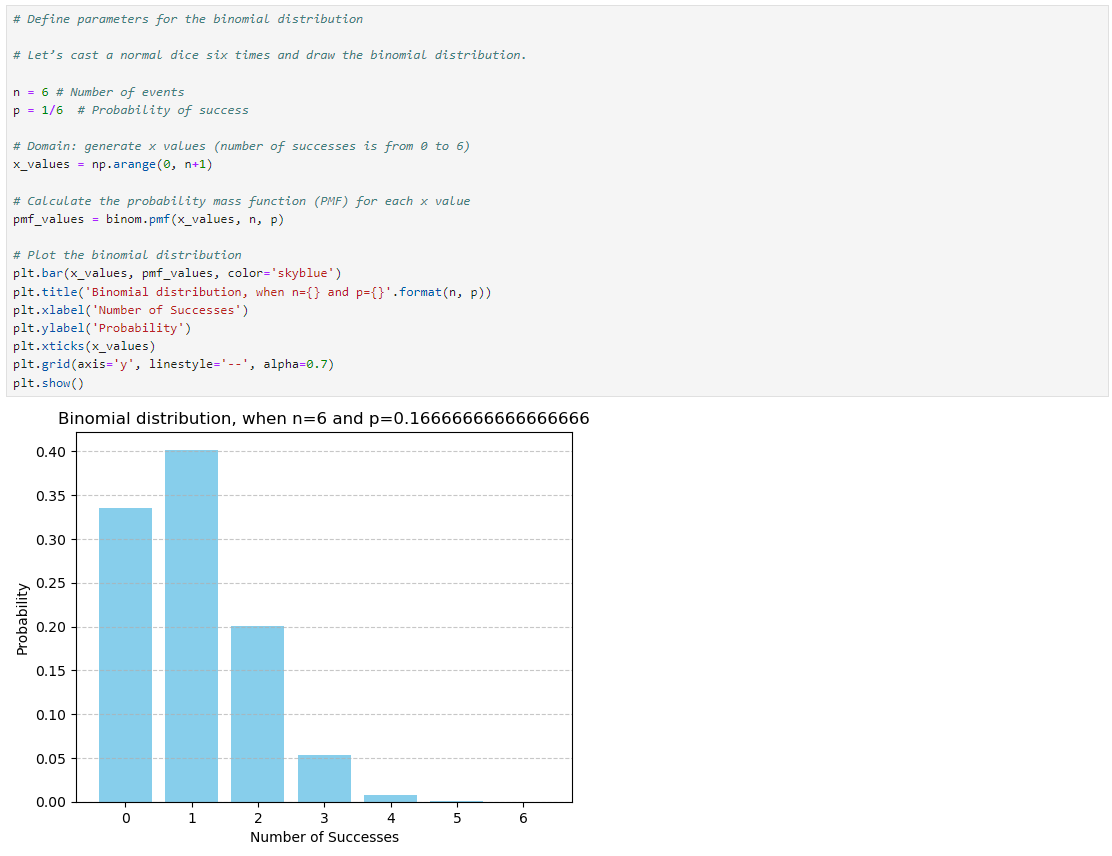 # Define parameters for the binomial distribution
# Let’s cast a normal dice six times and draw the binomial distribution.
n = 6 # Number of events
p = 1/6  # Probability of success
# Domain: generate x values (number of successes is from 0 to 6)
x_values = np.arange(0, n+1)
# Calculate the probability mass function (PMF) for each x value
pmf_values = binom.pmf(x_values, n, p)
# Plot the binomial distribution
plt.bar(x_values, pmf_values, color='skyblue')
plt.title('Binomial distribution, when n={} and p={}'.format(n, p))
plt.xlabel('Number of Successes')
plt.ylabel('Probability')
plt.xticks(x_values)
plt.grid(axis='y', linestyle='--', alpha=0.7)
plt.show()
Binomial distribution, when n=6 and p=0.16666666666666666
0.40
0.35
0.30
0.25
0.20
0.15
0.10
0.05
0.00
Probability
0 1 2 3 4 5 6
Number of Successes